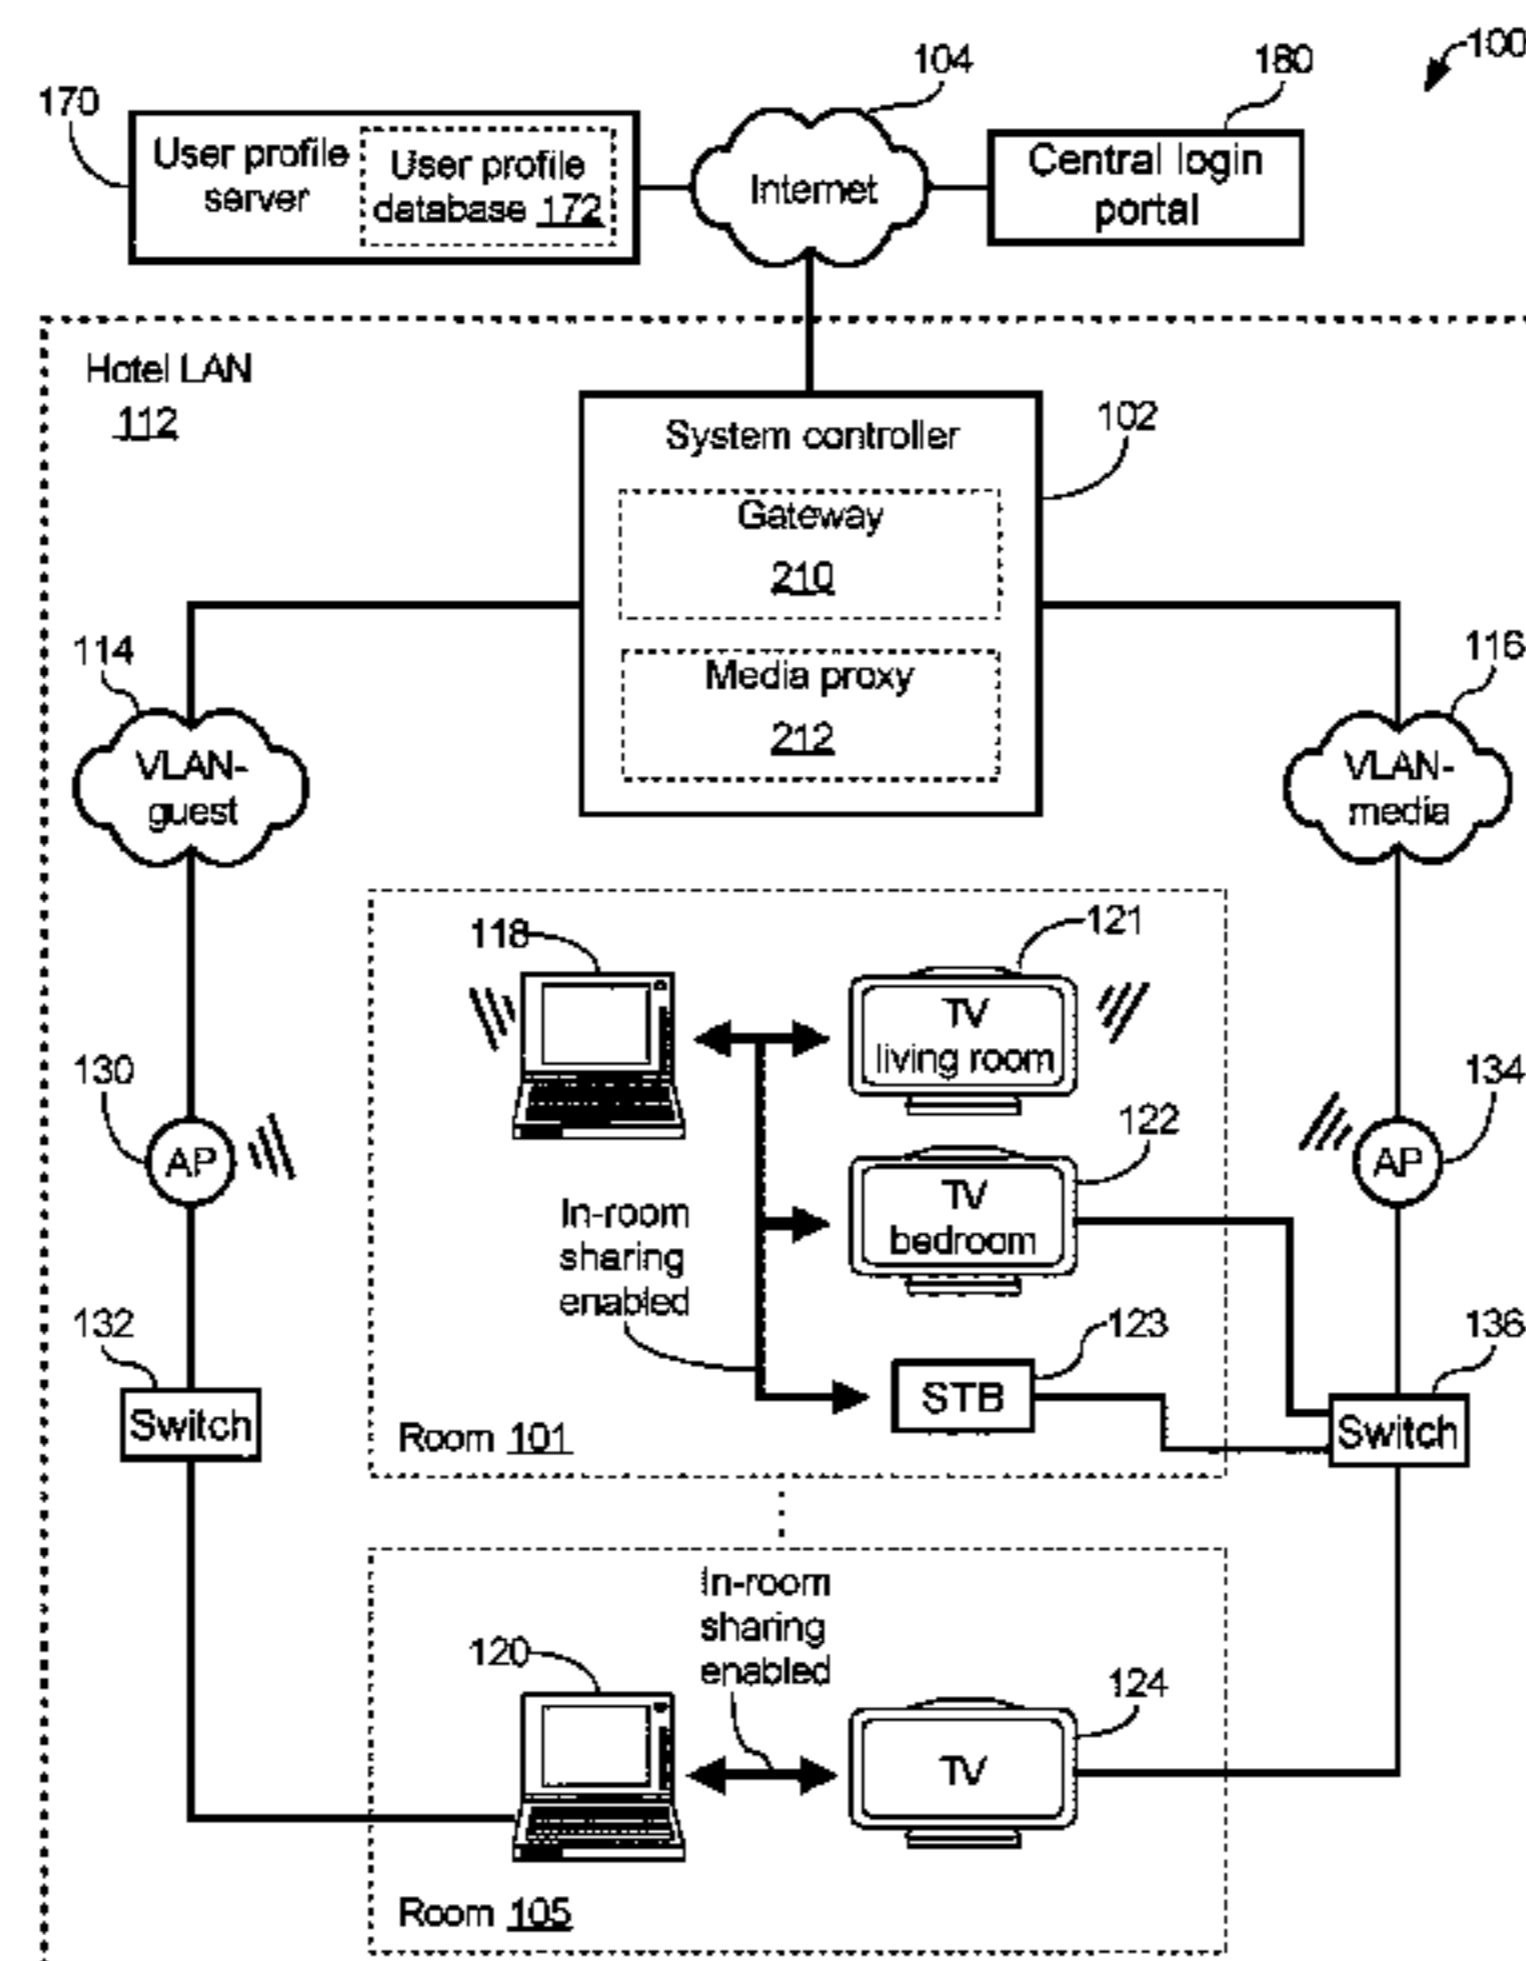 100
104
180
170
User profile
server
User profile
database 172
Internet
Central login
portal
Hotel LAN
112
System controller
102
Gateway
210
Media proxy
212
114
VLAN-
guest
116
VLAN-
media
118
121
TV
living room
130
AP
134
AP
122
TV
bedroom
In-room
sharing
enabled
132
Switch
123
STB
136
Switch
Room 101
In-room
sharing
enabled
120
124
TV
Room 105